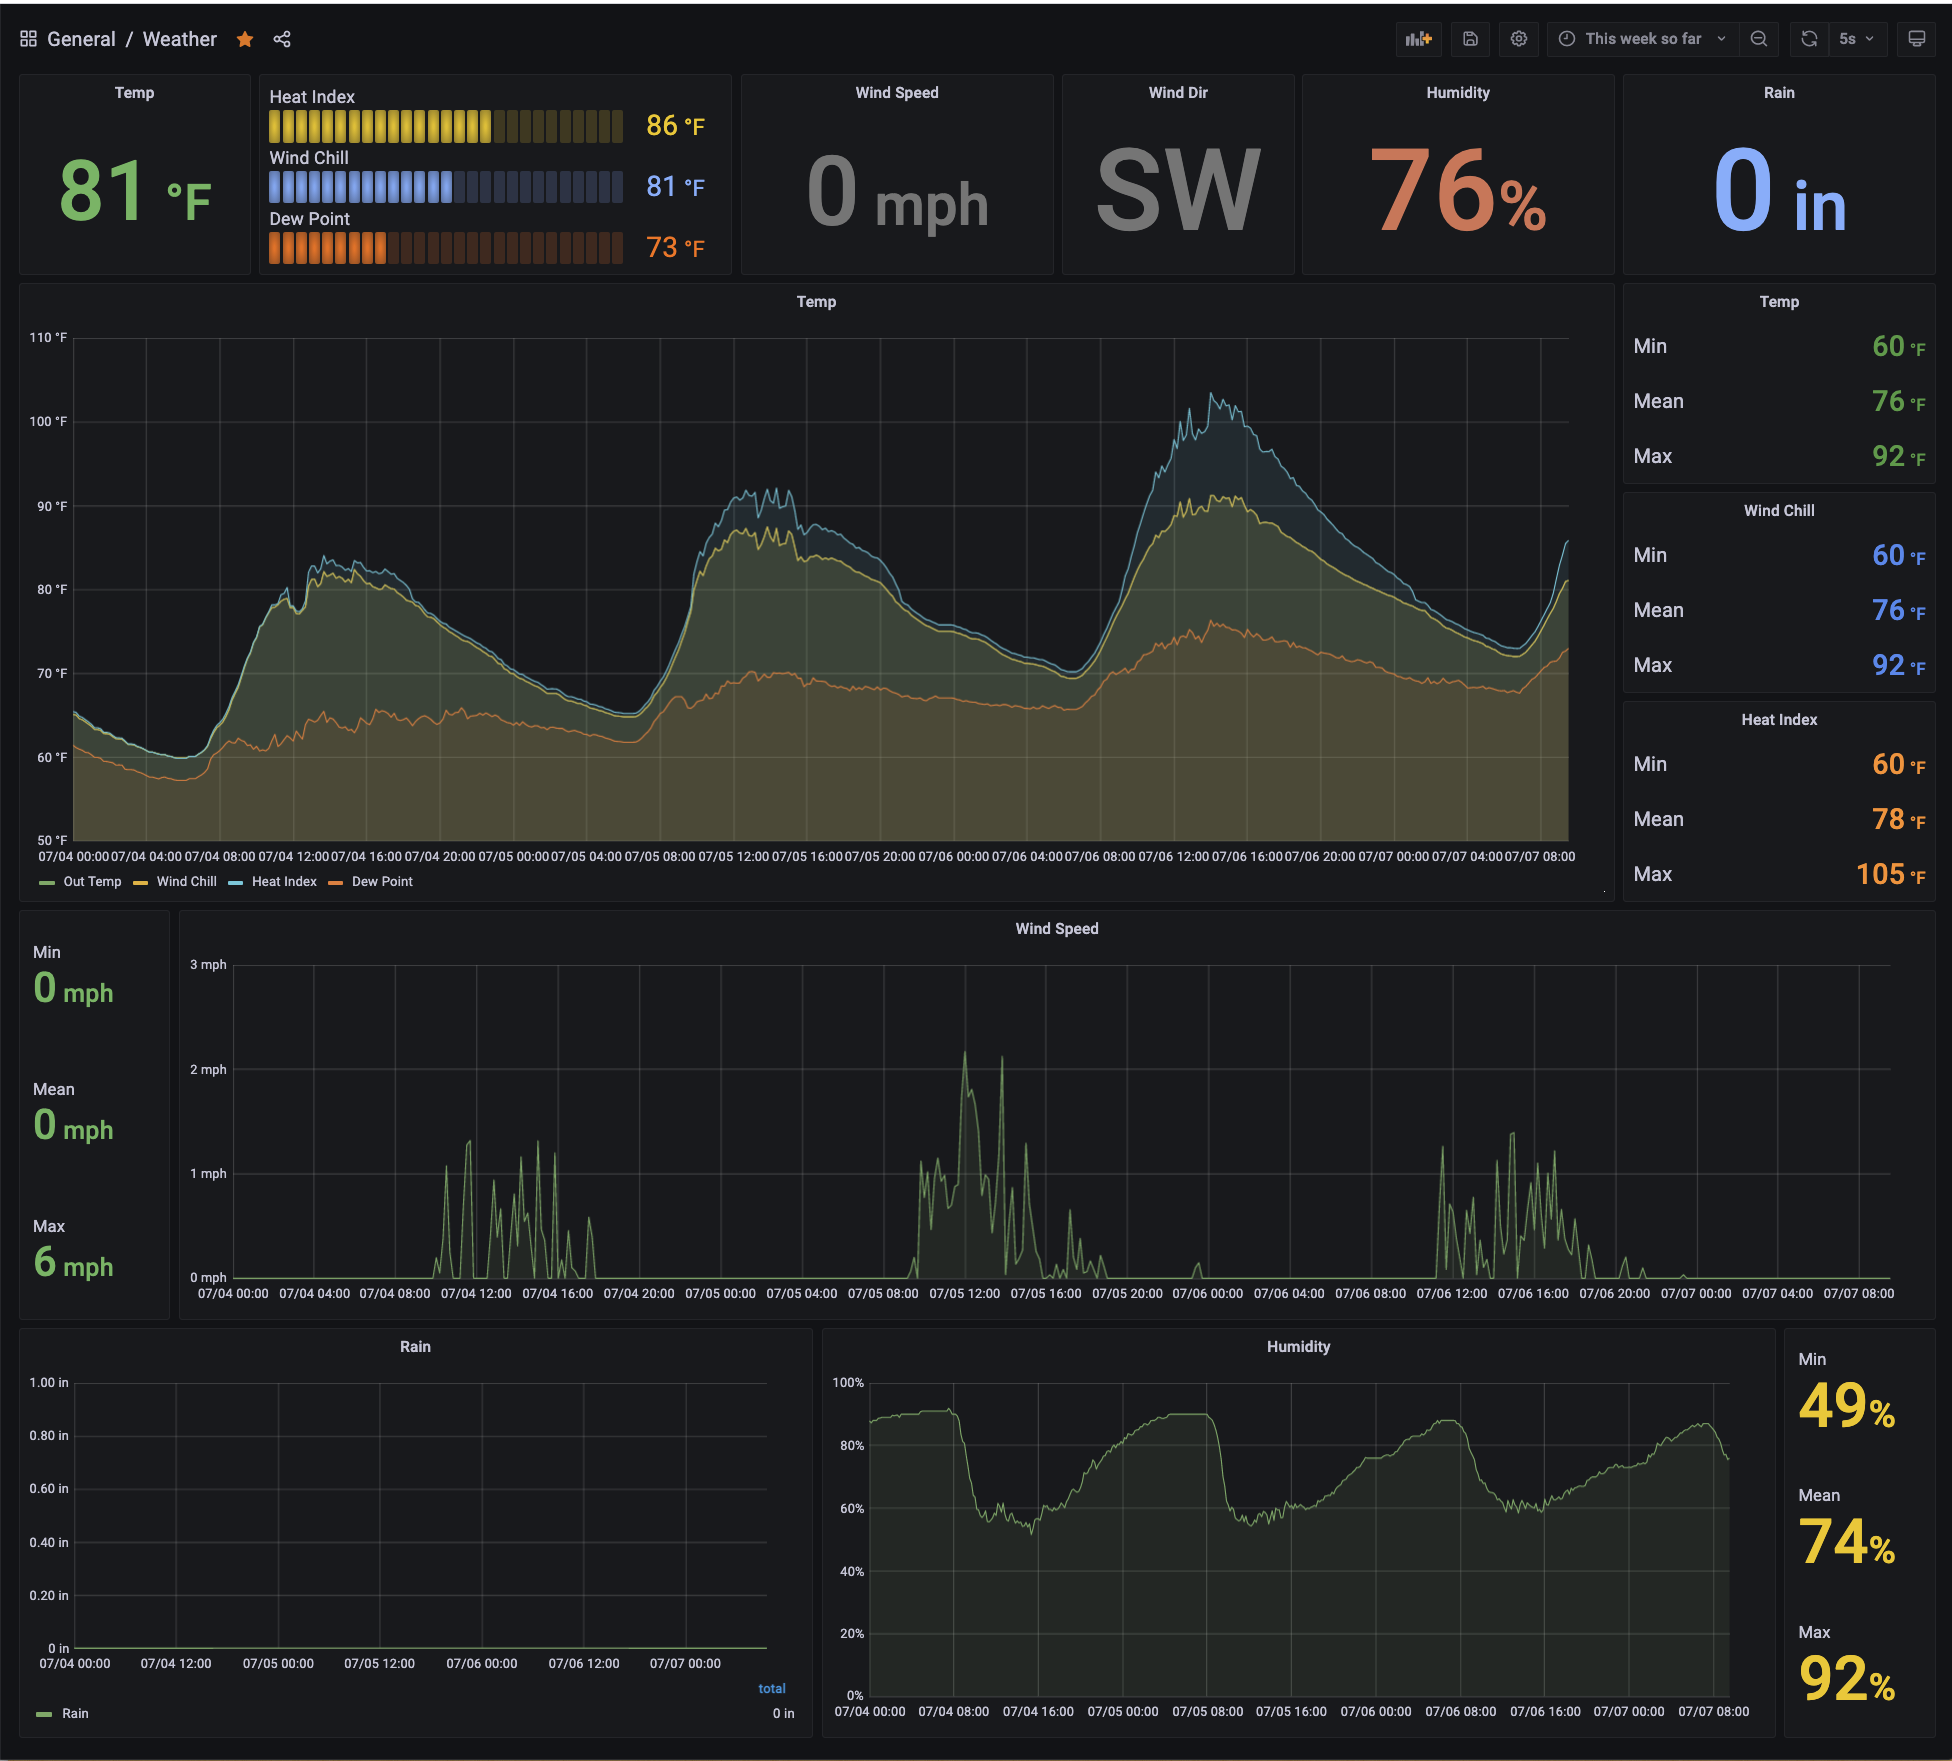 General / Weather
This week so far
5s
Temp
81 °F
Heat Index
86 °F
Wind Chill
81 °F
Dew Point
73 °F
Wind Speed
0 mph
Wind Dir
SW
Humidity
76%
Rain
0 in
Temp
110 °F
100 °F
90 °F
80 °F
70 °F
60 °F
50 °F
07/04 00:00 07/04 04:00 07/04 08:00 07/04 12:00 07/04 16:00 07/04 20:00 07/05 00:00 07/05 04:00 07/05 08:00 07/05 12:00 07/05 16:00 07/05 20:00 07/06 00:00 07/06 04:00 07/06 08:00 07/06 12:00 07/06 16:00 07/06 20:00 07/07 00:00 07/07 04:00 07/07 08:00
Out Temp Wind Chill Heat Index Dew Point
Temp
Min 60 °F
Mean 76 °F
Max 92 °F
Wind Chill
Min 60 °F
Mean 76 °F
Max 92 °F
Heat Index
Min 60 °F
Mean 78 °F
Max 105 °F
Min
0 mph
Mean
0 mph
Max
6 mph
Wind Speed
3 mph
2 mph
1 mph
0 mph
07/04 00:00 07/04 04:00 07/04 08:00 07/04 12:00 07/04 16:00 07/04 20:00 07/05 00:00 07/05 04:00 07/05 08:00 07/05 12:00 07/05 16:00 07/05 20:00 07/06 00:00 07/06 04:00 07/06 08:00 07/06 12:00 07/06 16:00 07/06 20:00 07/07 00:00 07/07 04:00 07/07 08:00
Rain
1.00 in
0.80 in
0.60 in
0.40 in
0.20 in
0 in
07/04 00:00 07/04 12:00 07/05 00:00 07/05 12:00 07/06 00:00 07/06 12:00 07/07 00:00
total
Rain 0 in
Humidity
100%
80%
60%
40%
20%
0%
07/04 00:00 07/04 08:00 07/04 16:00 07/05 00:00 07/05 08:00 07/05 16:00 07/06 00:00 07/06 08:00 07/06 16:00 07/07 00:00 07/07 08:00
Min
49%
Mean
74%
Max
92%